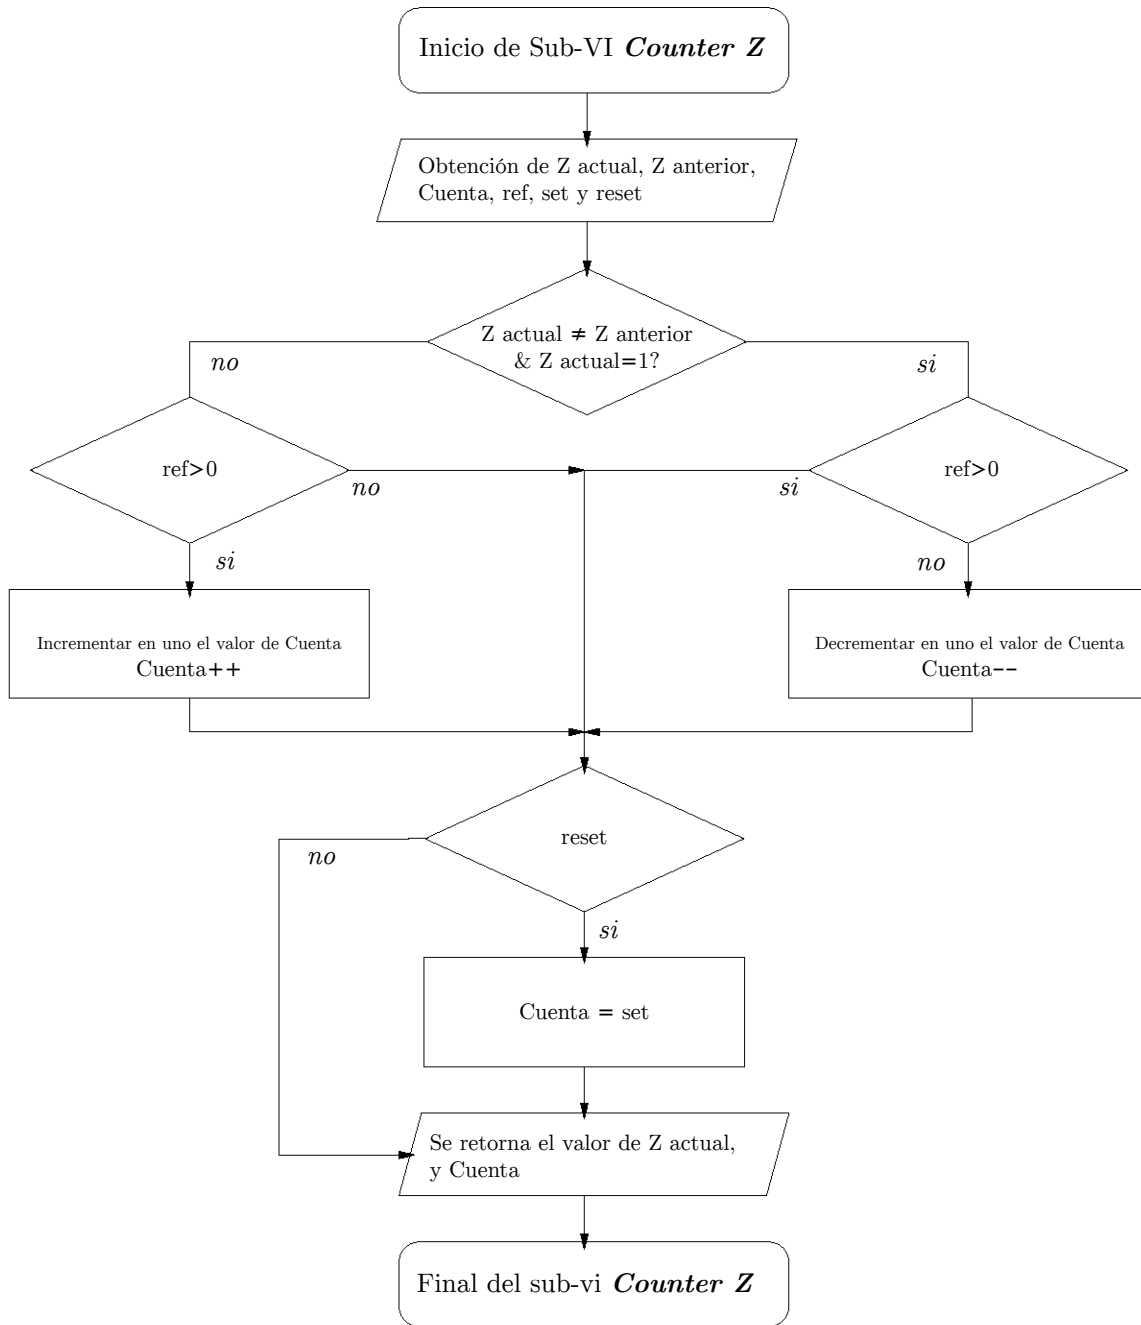 Inicio de Sub-VI Counter Z
Obtención de Z actual, Z anterior,
Cuenta, ref, set y reset
Z actual ≠ Z anterior
& Z actual=1?
no
si
ref>0
no
si
ref>0
si
no
Incrementar en uno el valor de Cuenta
Cuenta++
Decrementar en uno el valor de Cuenta
Cuenta--
reset
no
si
Cuenta = set
Se retorna el valor de Z actual,
y Cuenta
Final del sub-vi Counter Z